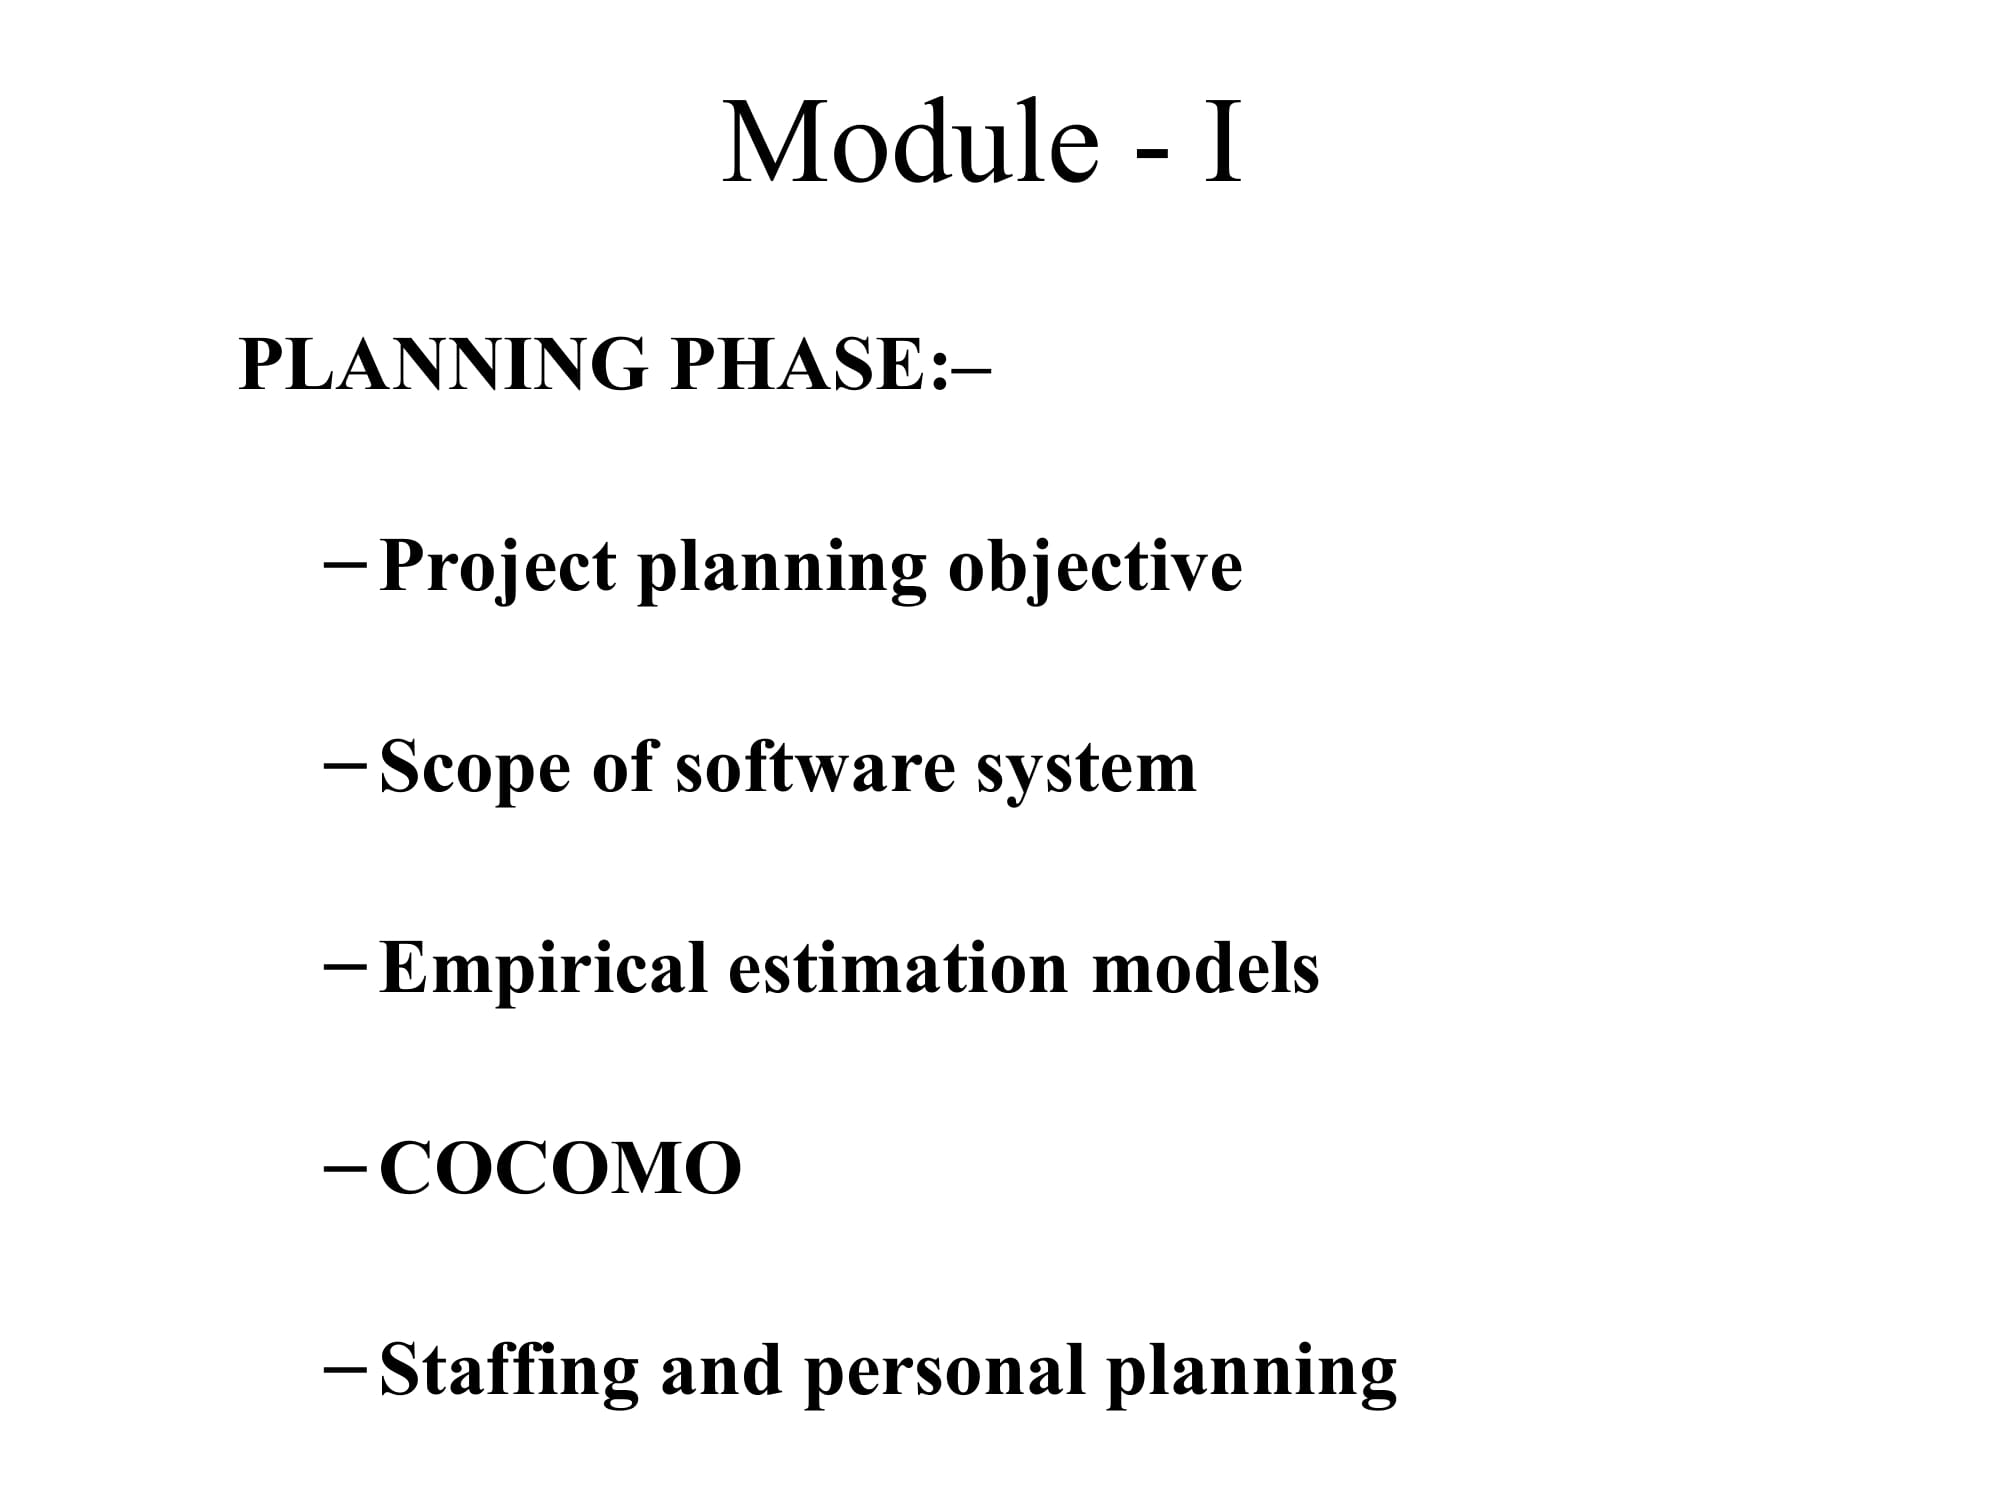 Module - I
PLANNING PHASE:–
– Project planning objective
– Scope of software system
– Empirical estimation models
– COCOMO
– Staffing and personal planning